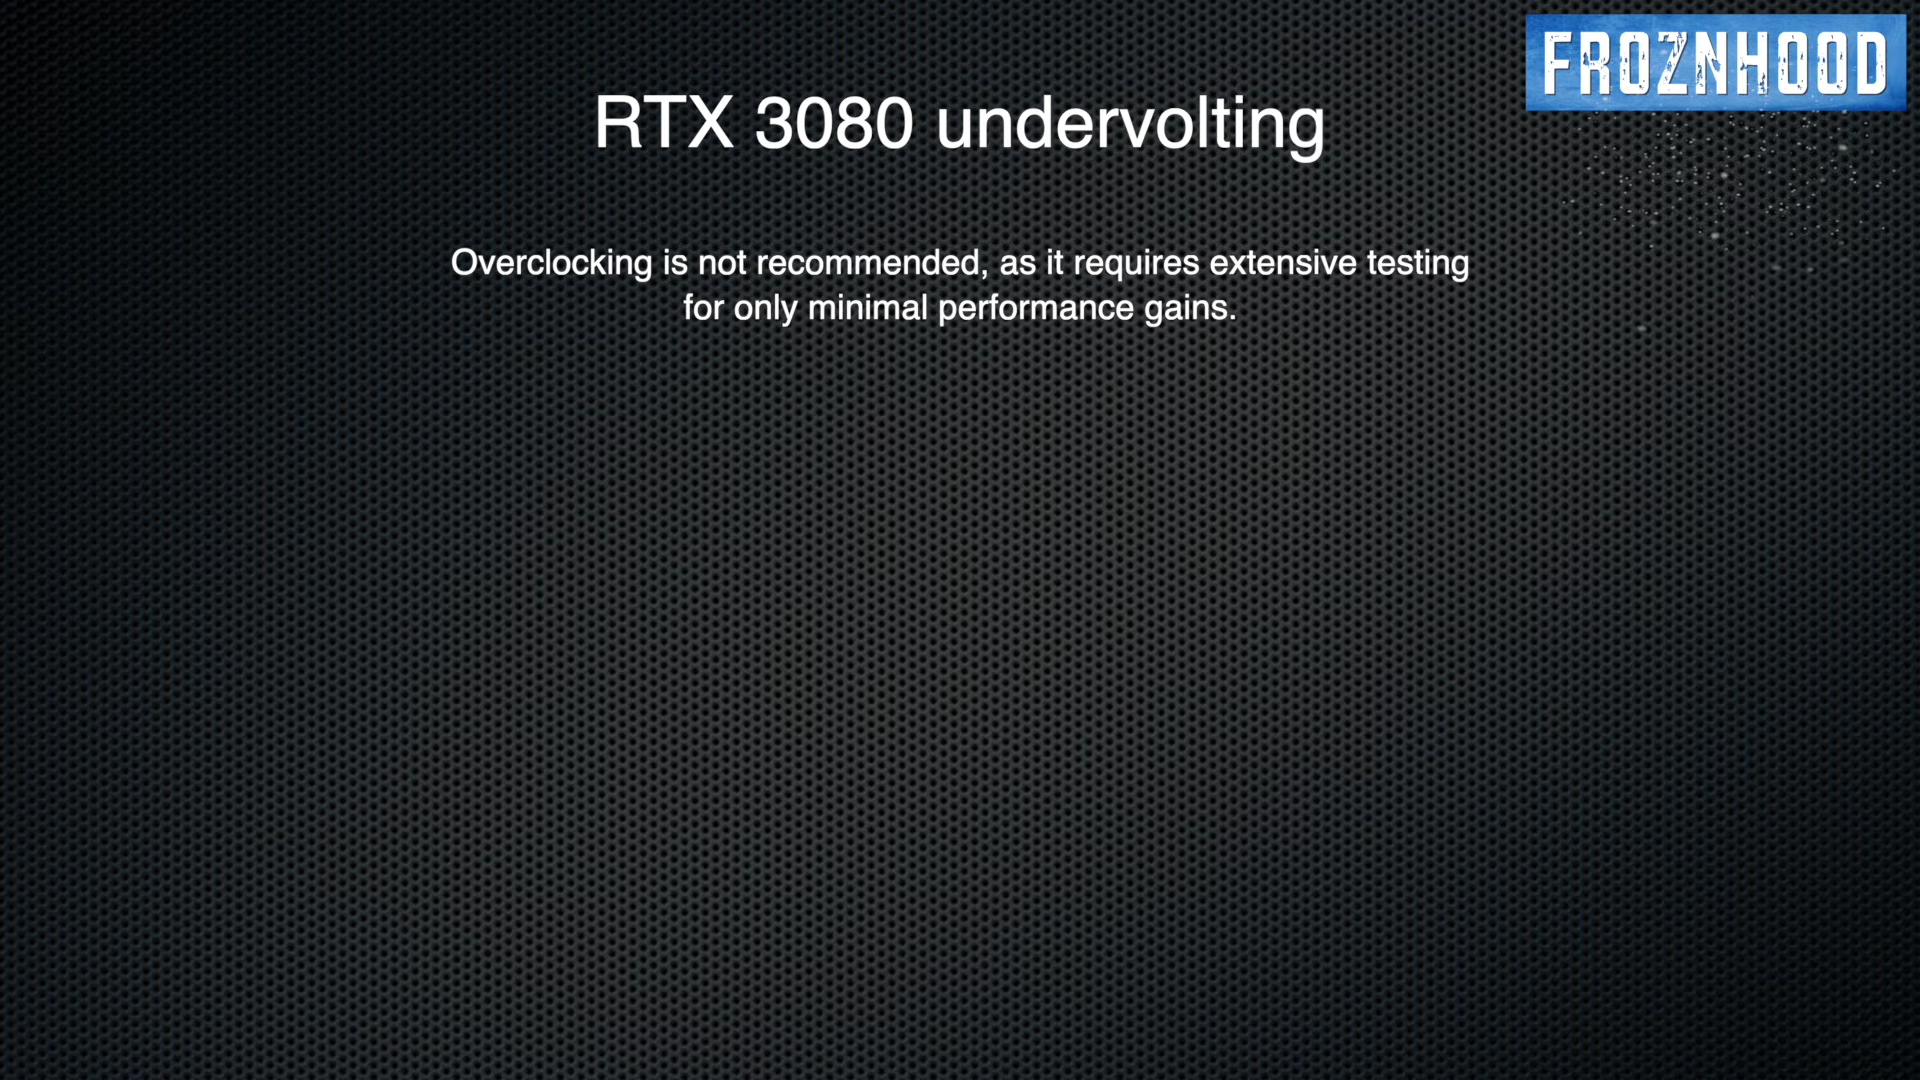 FROZNHOOD
RTX 3080 undervolting
Overclocking is not recommended, as it requires extensive testing
for only minimal performance gains.